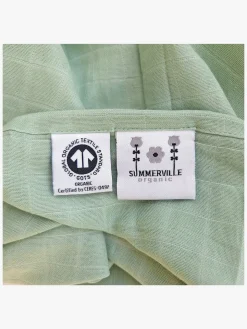 GLOBAL ORGANIC TEXTILE STANDARD
GOTS
ORGANIC
Certified by CERES-0459
SUMMERVILLE
organic